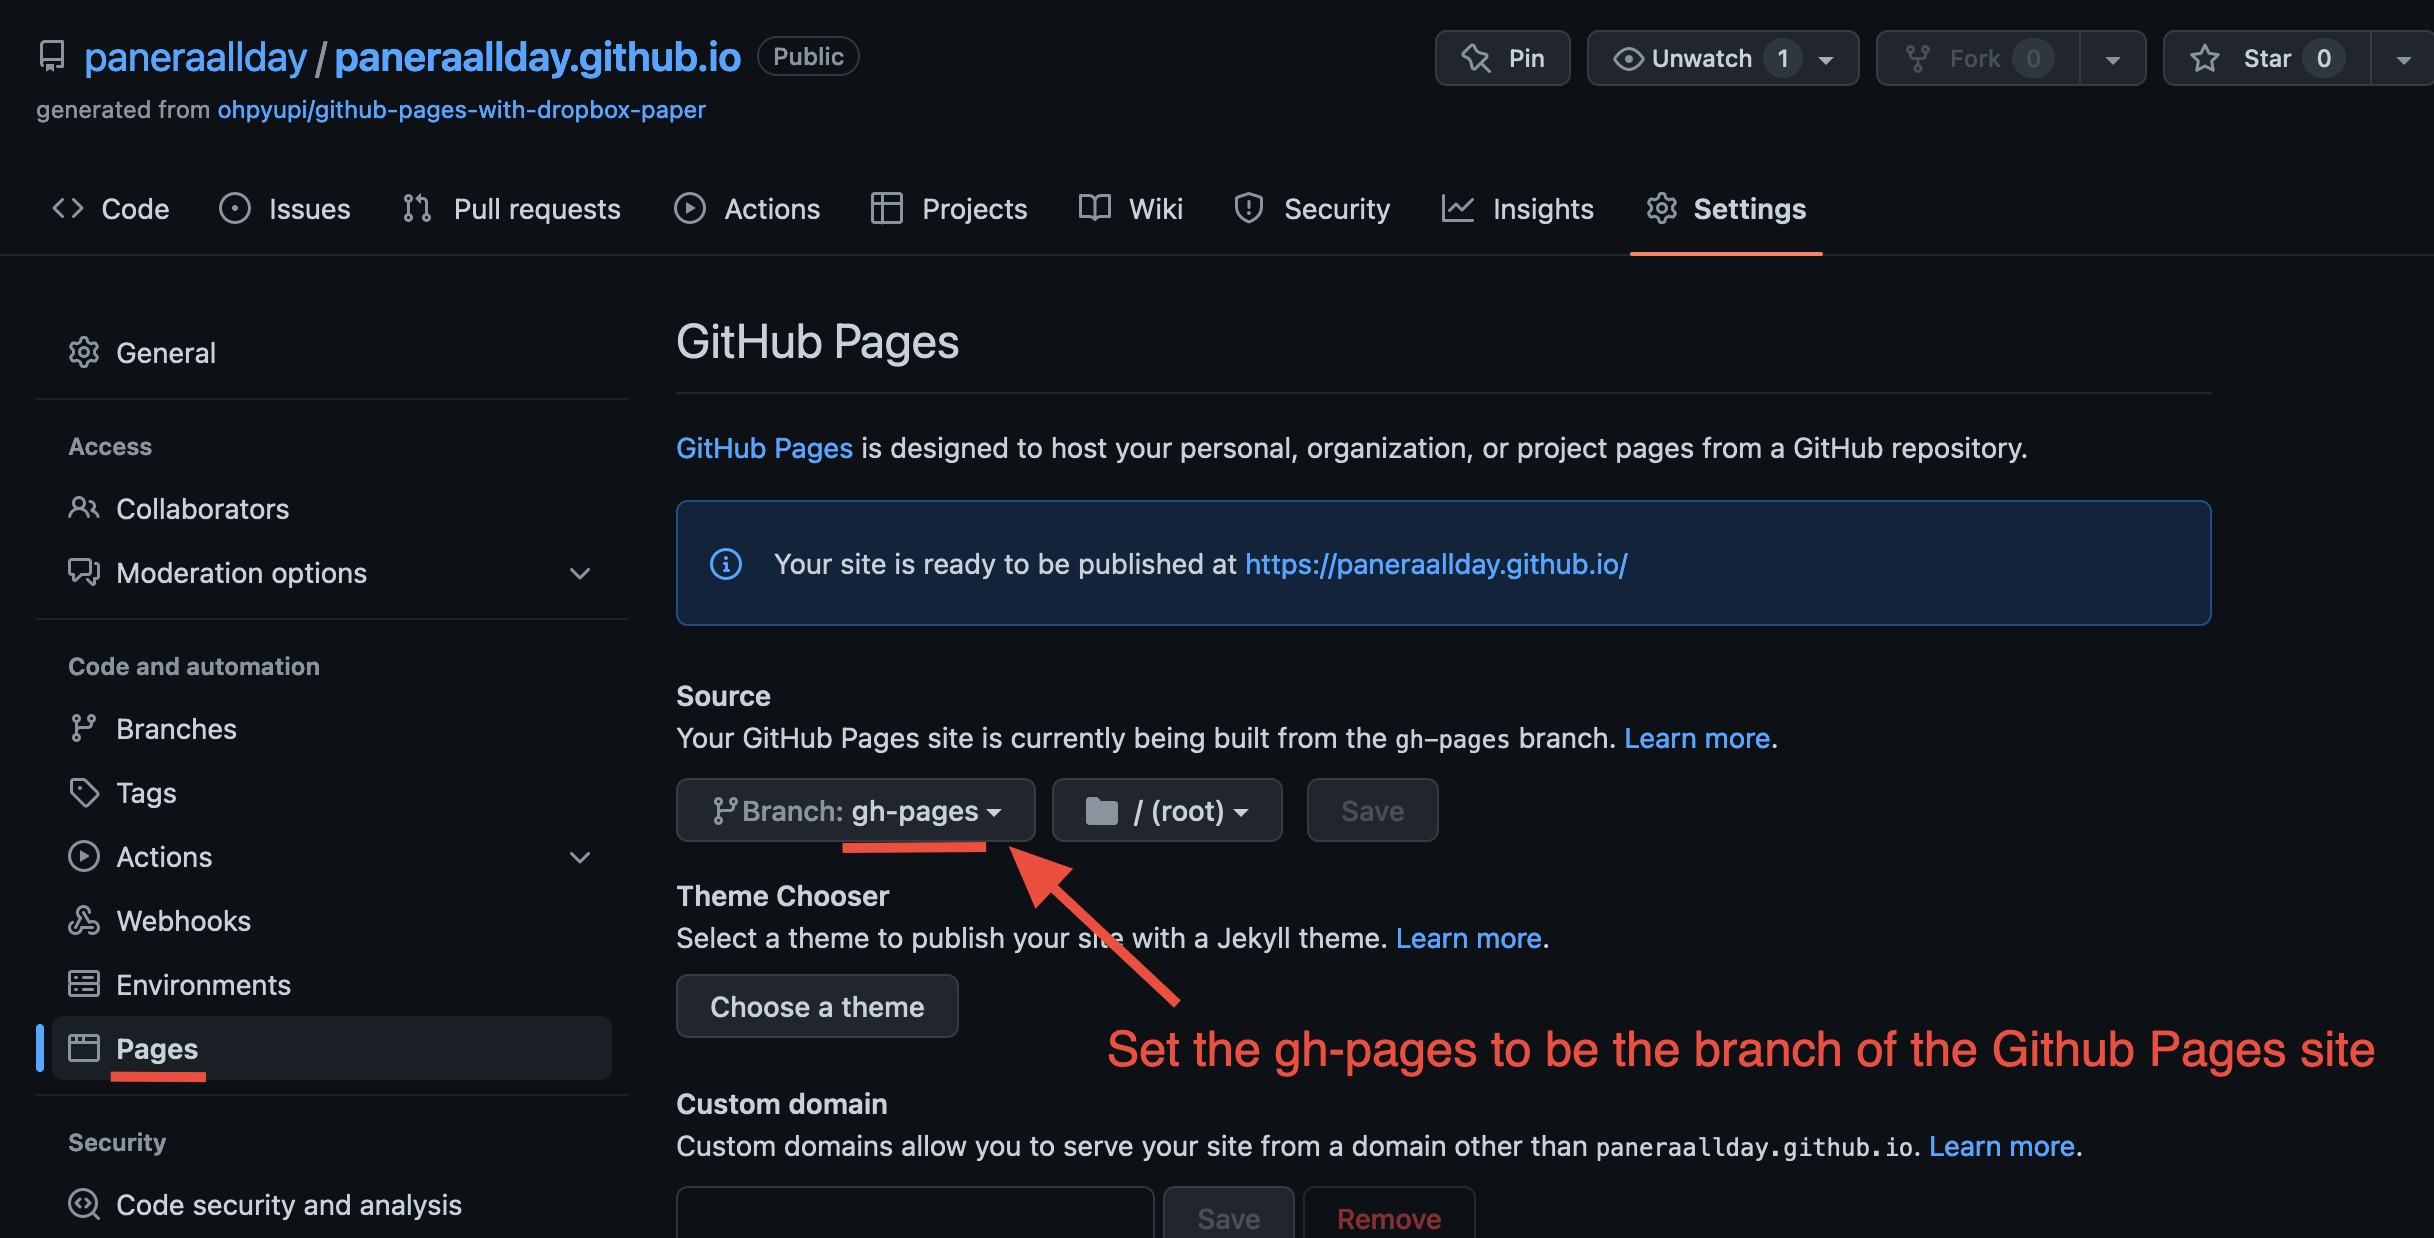 paneraallday / paneraallday.github.io Public
Pin Unwatch 1 Fork 0 Star 0
generated from ohpyupi/github-pages-with-dropbox-paper
Code Issues Pull requests Actions Projects Wiki Security Insights Settings
General
Access
Collaborators
Moderation options
Code and automation
Branches
Tags
Actions
Webhooks
Environments
Pages
Security
Code security and analysis
GitHub Pages
GitHub Pages is designed to host your personal, organization, or project pages from a GitHub repository.
Your site is ready to be published at https://paneraallday.github.io/
Source
Your GitHub Pages site is currently being built from the gh-pages branch. Learn more.
Branch: gh-pages / (root) Save
Theme Chooser
Select a theme to publish your site with a Jekyll theme. Learn more.
Choose a theme
Set the gh-pages to be the branch of the Github Pages site
Custom domain
Custom domains allow you to serve your site from a domain other than paneraallday.github.io. Learn more.
Save Remove